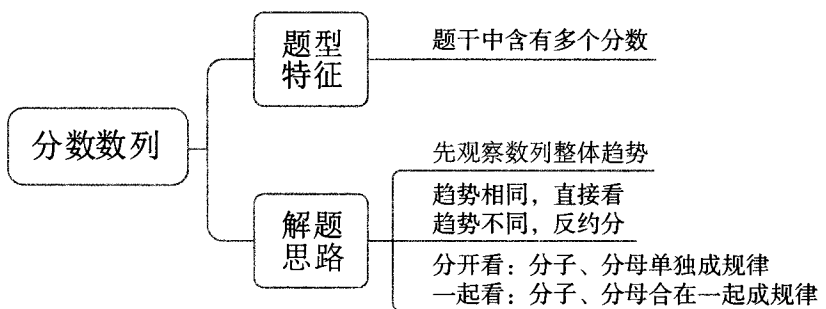 分数数列
题型
特征
题干中含有多个分数
解题
思路
先观察数列整体趋势
趋势相同，直接看
趋势不同，反约分
分开看：分子、分母单独成规律
一起看：分子、分母合在一起成规律